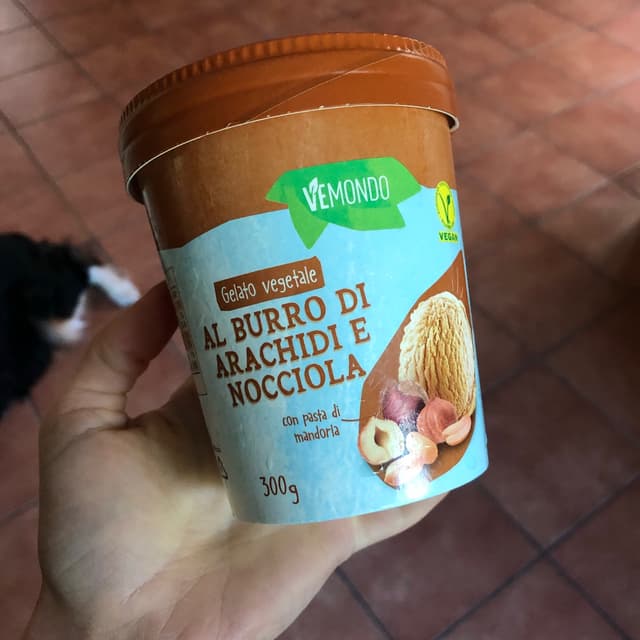 VEMONDO
VEGAN
Gelato vegetale
AL BURRO DI
ARACHIDI E
NOCCIOLA
con pasta di
mandorla
300g